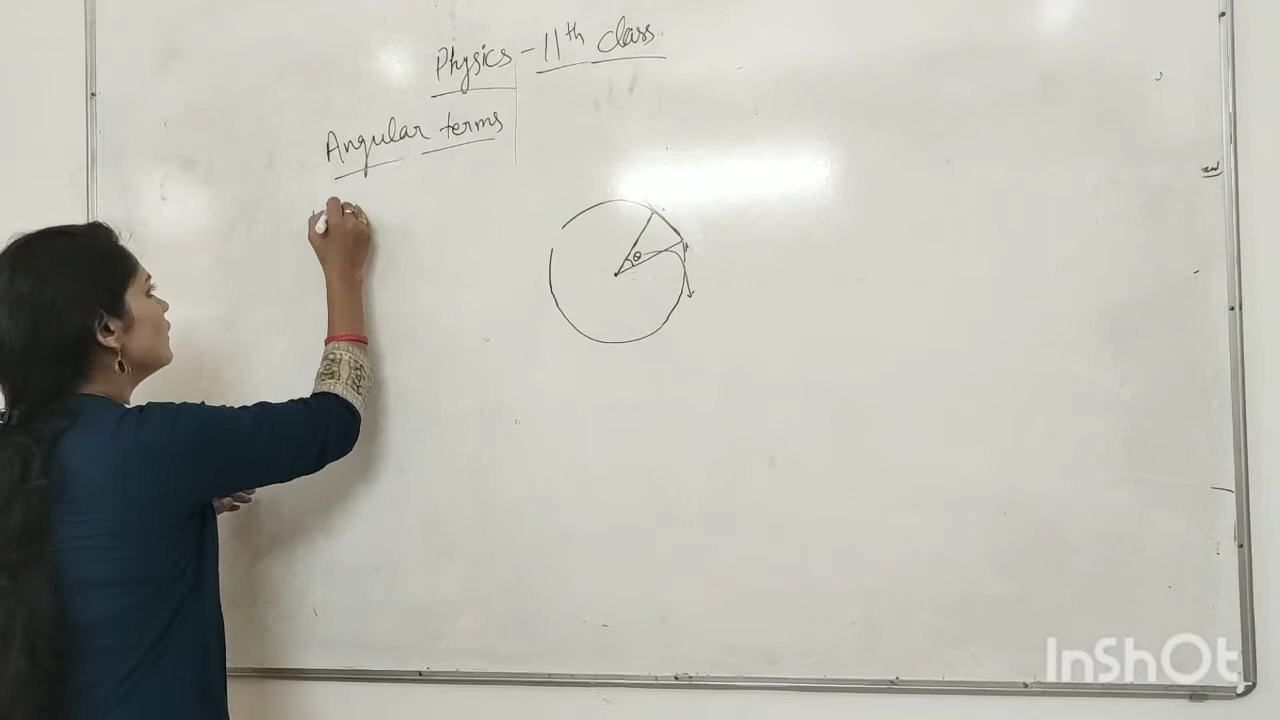 Physics - 11th class
Angular terms
θ
InShOt